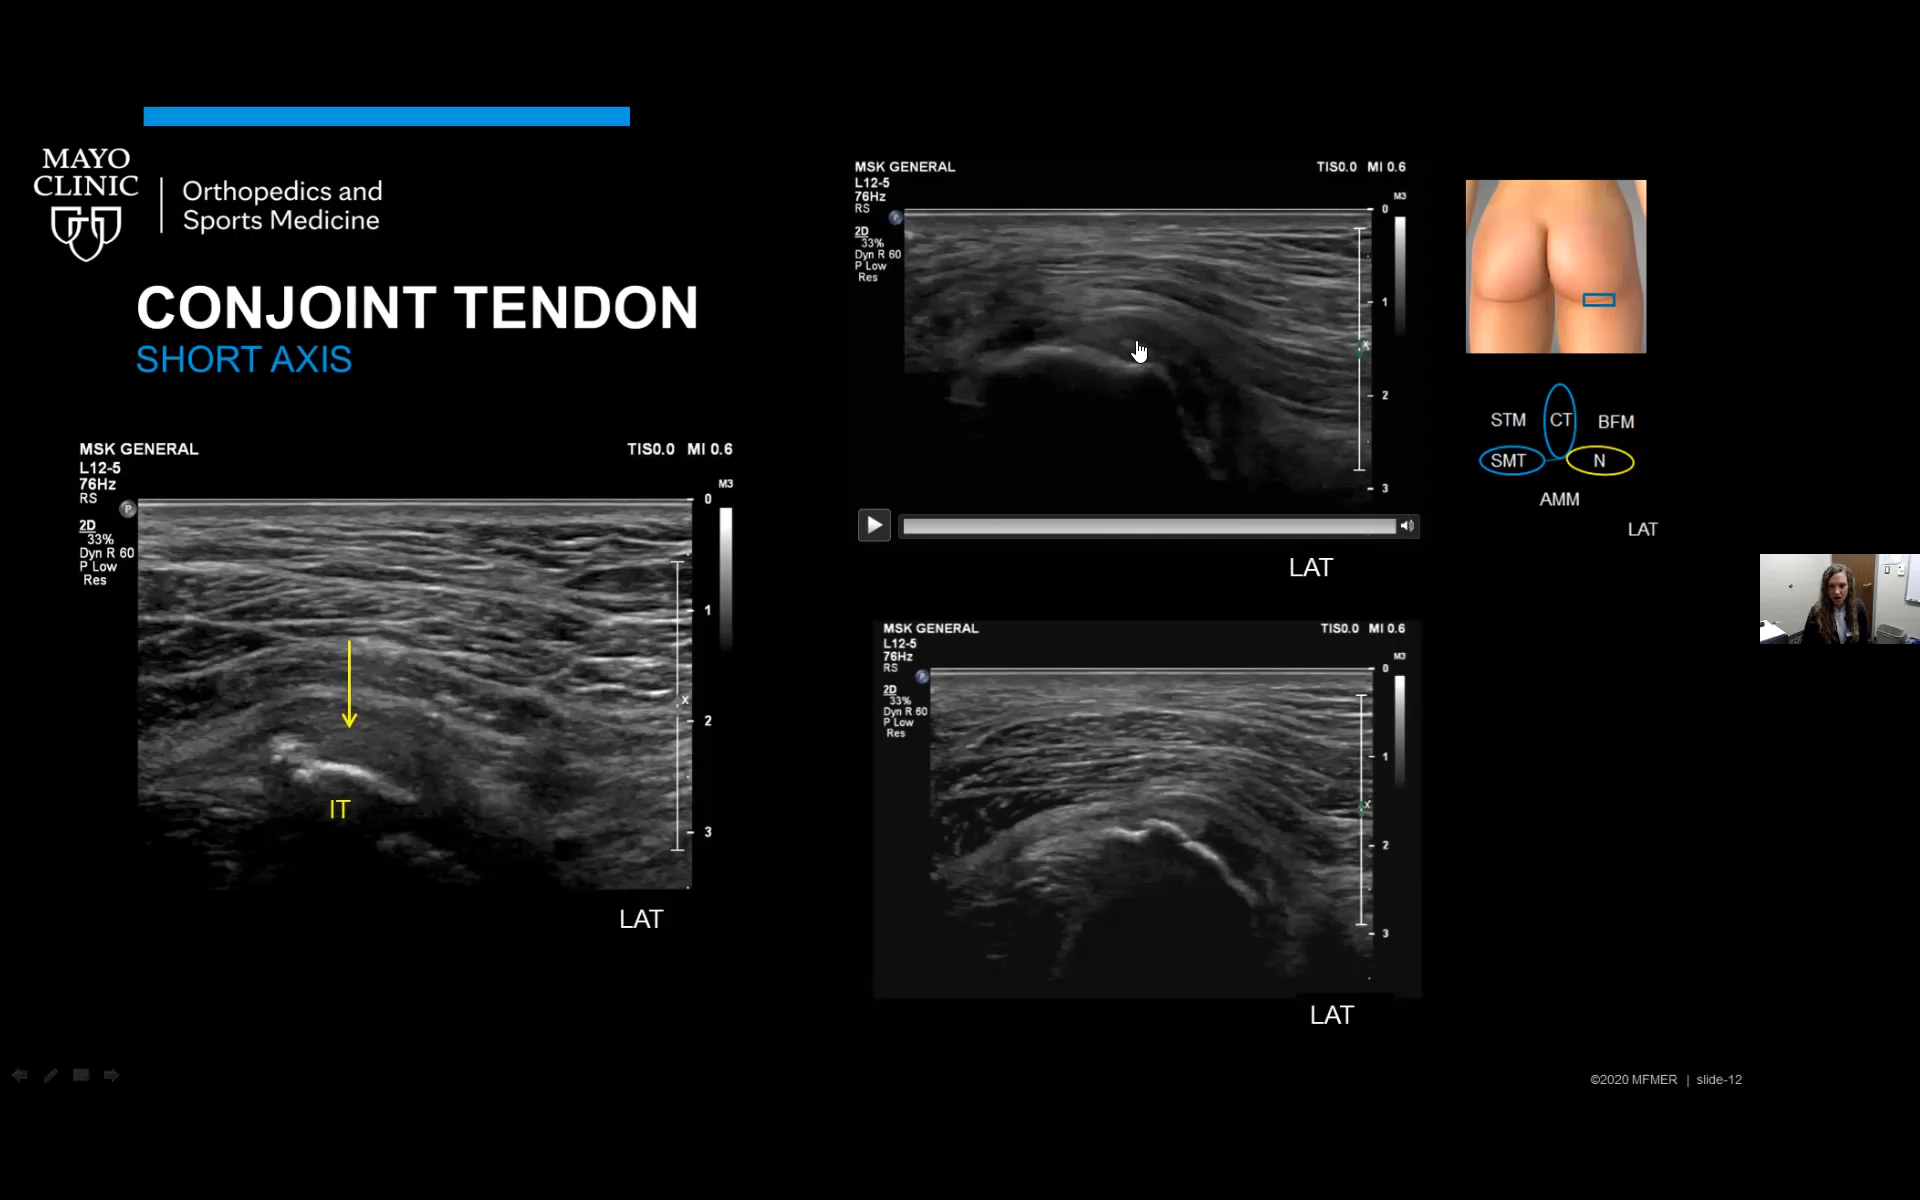 MAYO
CLINIC
Orthopedics and
Sports Medicine
CONJOINT TENDON
SHORT AXIS
MSK GENERAL
TIS0.0 MI 0.6
L12-5
76Hz
RS
M3
P
2D
33%
Dyn R 60
P Low
Res
0
1
X
2
3
IT
LAT
MSK GENERAL
TIS0.0 MI 0.6
L12-5
76Hz
RS
M3
P
2D
33%
Dyn R 60
P Low
Res
0
1
X
2
3
LAT
MSK GENERAL
TIS0.0 MI 0.6
L12-5
76Hz
RS
M3
P
2D
33%
Dyn R 60
P Low
Res
0
1
X
2
3
LAT
STM CT BFM
SMT N
AMM
LAT
©2020 MFMER | slide-12